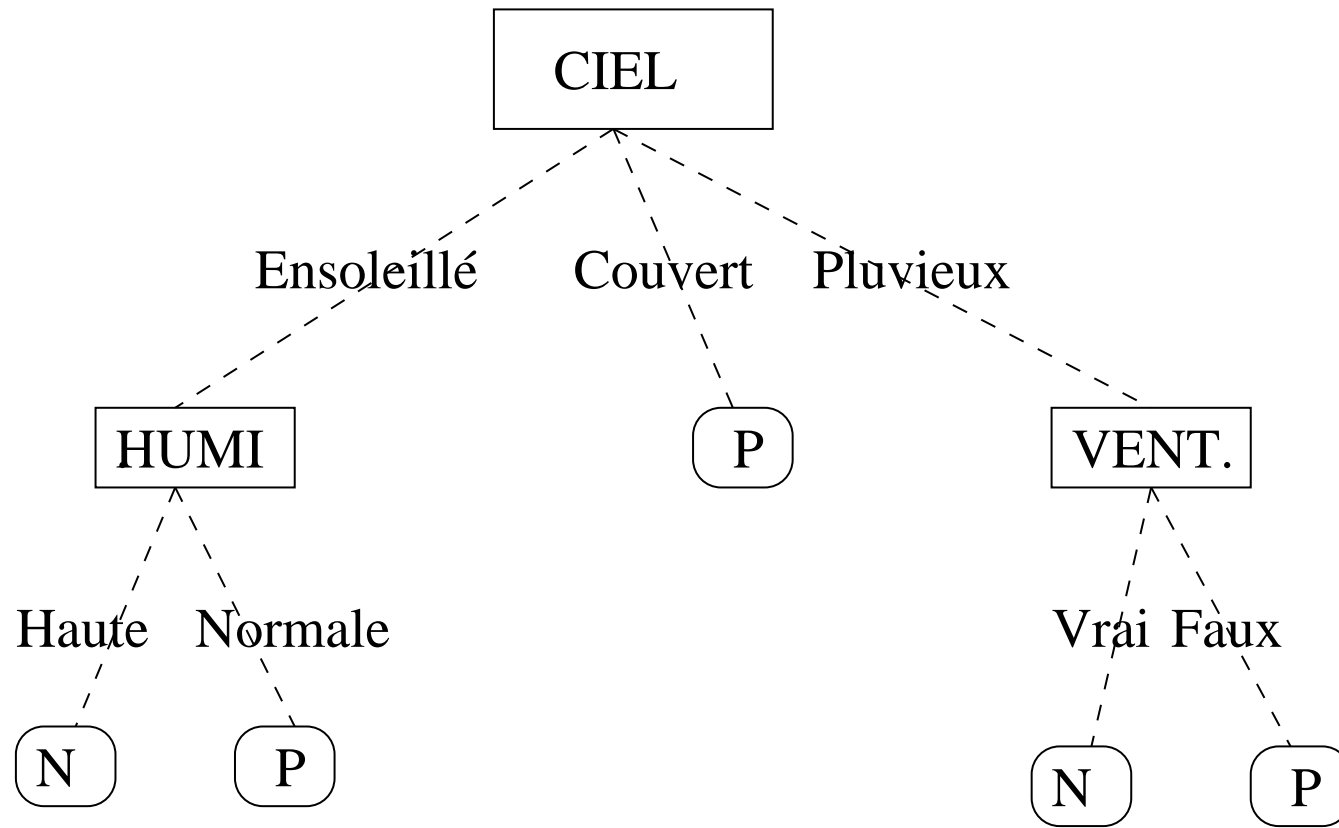 CIEL
Ensoleillé Couvert Pluvieux
HUMI P VENT.
Haute Normale Vrai Faux
N P N P